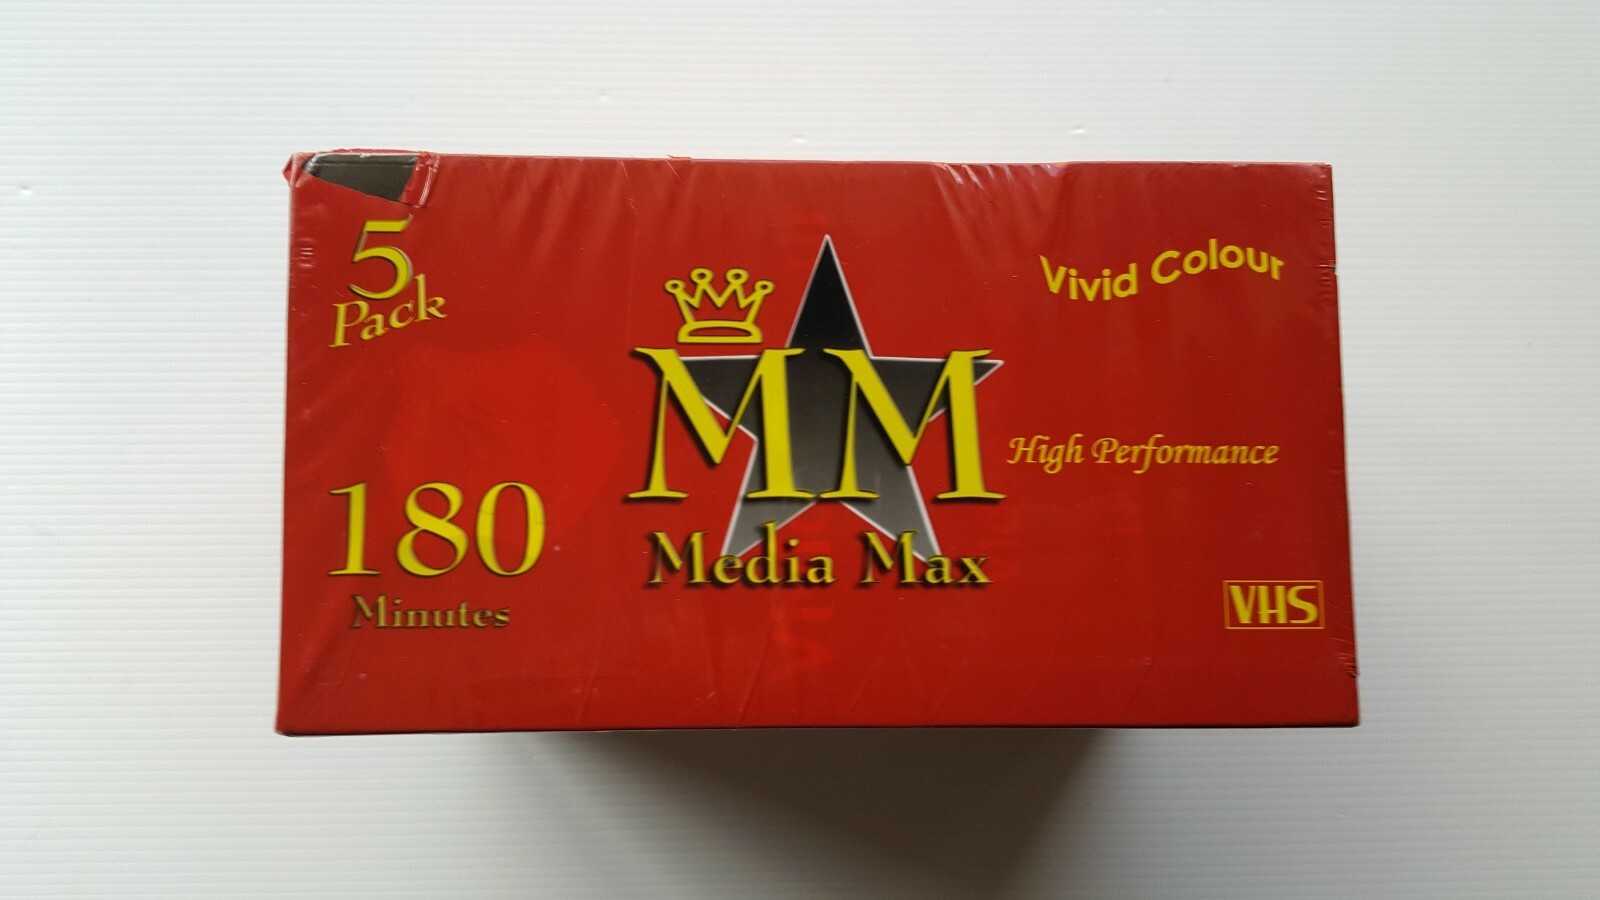 5
Pack
Vivid Colour
MM
High Performance
180
Media Max
Minutes
VHS